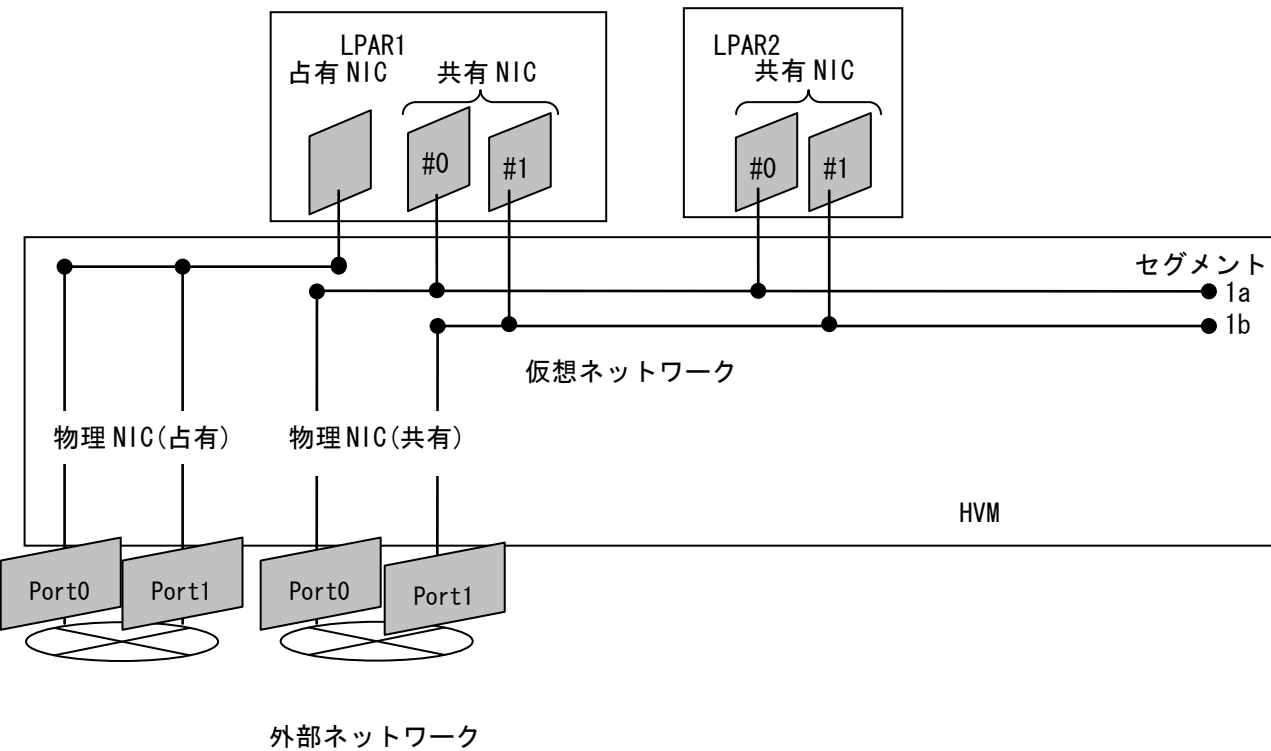 LPAR1
占有NIC
共有NIC
#0
#1
LPAR2
共有NIC
#0
#1
セグメント
1a
1b
仮想ネットワーク
物理NIC(占有)
物理NIC(共有)
HVM
Port0
Port1
Port0
Port1
外部ネットワーク